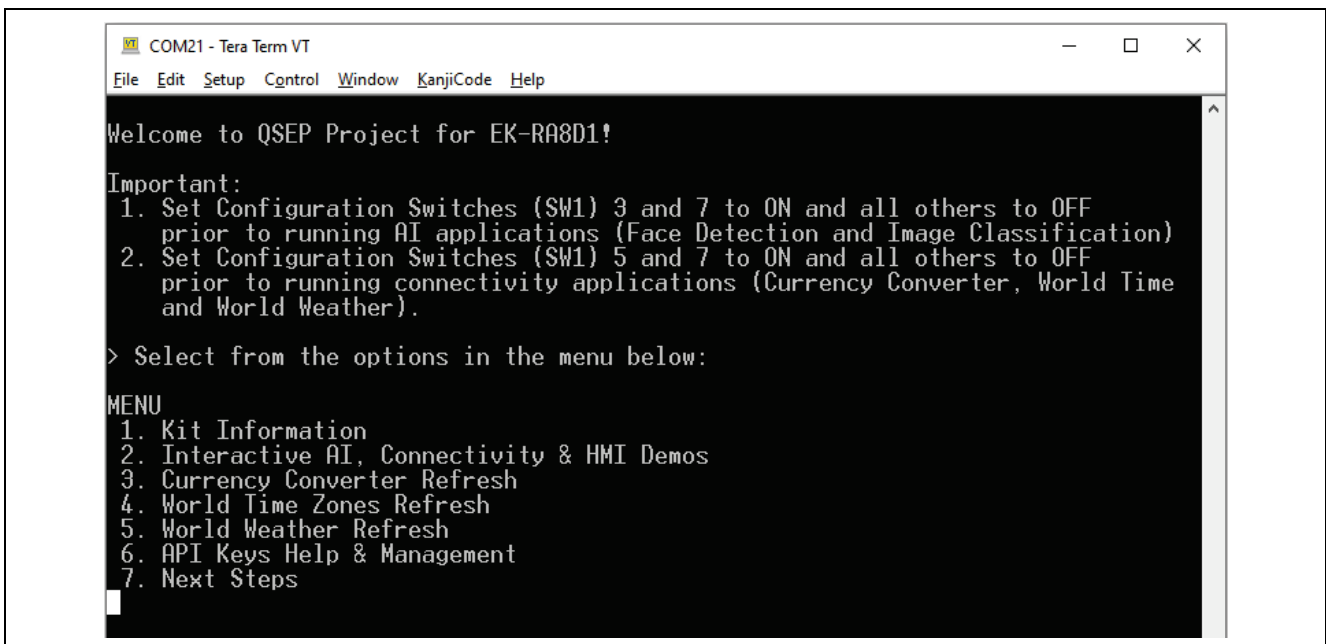 COM21 - Tera Term VT
File Edit Setup Control Window KanjiCode Help
Welcome to QSEP Project for EK-RA8D1!
Important:
1. Set Configuration Switches (SW1) 3 and 7 to ON and all others to OFF
prior to running AI applications (Face Detection and Image Classification)
2. Set Configuration Switches (SW1) 5 and 7 to ON and all others to OFF
prior to running connectivity applications (Currency Converter, World Time
and World Weather).
> Select from the options in the menu below:
MENU
1. Kit Information
2. Interactive AI, Connectivity & HMI Demos
3. Currency Converter Refresh
4. World Time Zones Refresh
5. World Weather Refresh
6. API Keys Help & Management
7. Next Steps